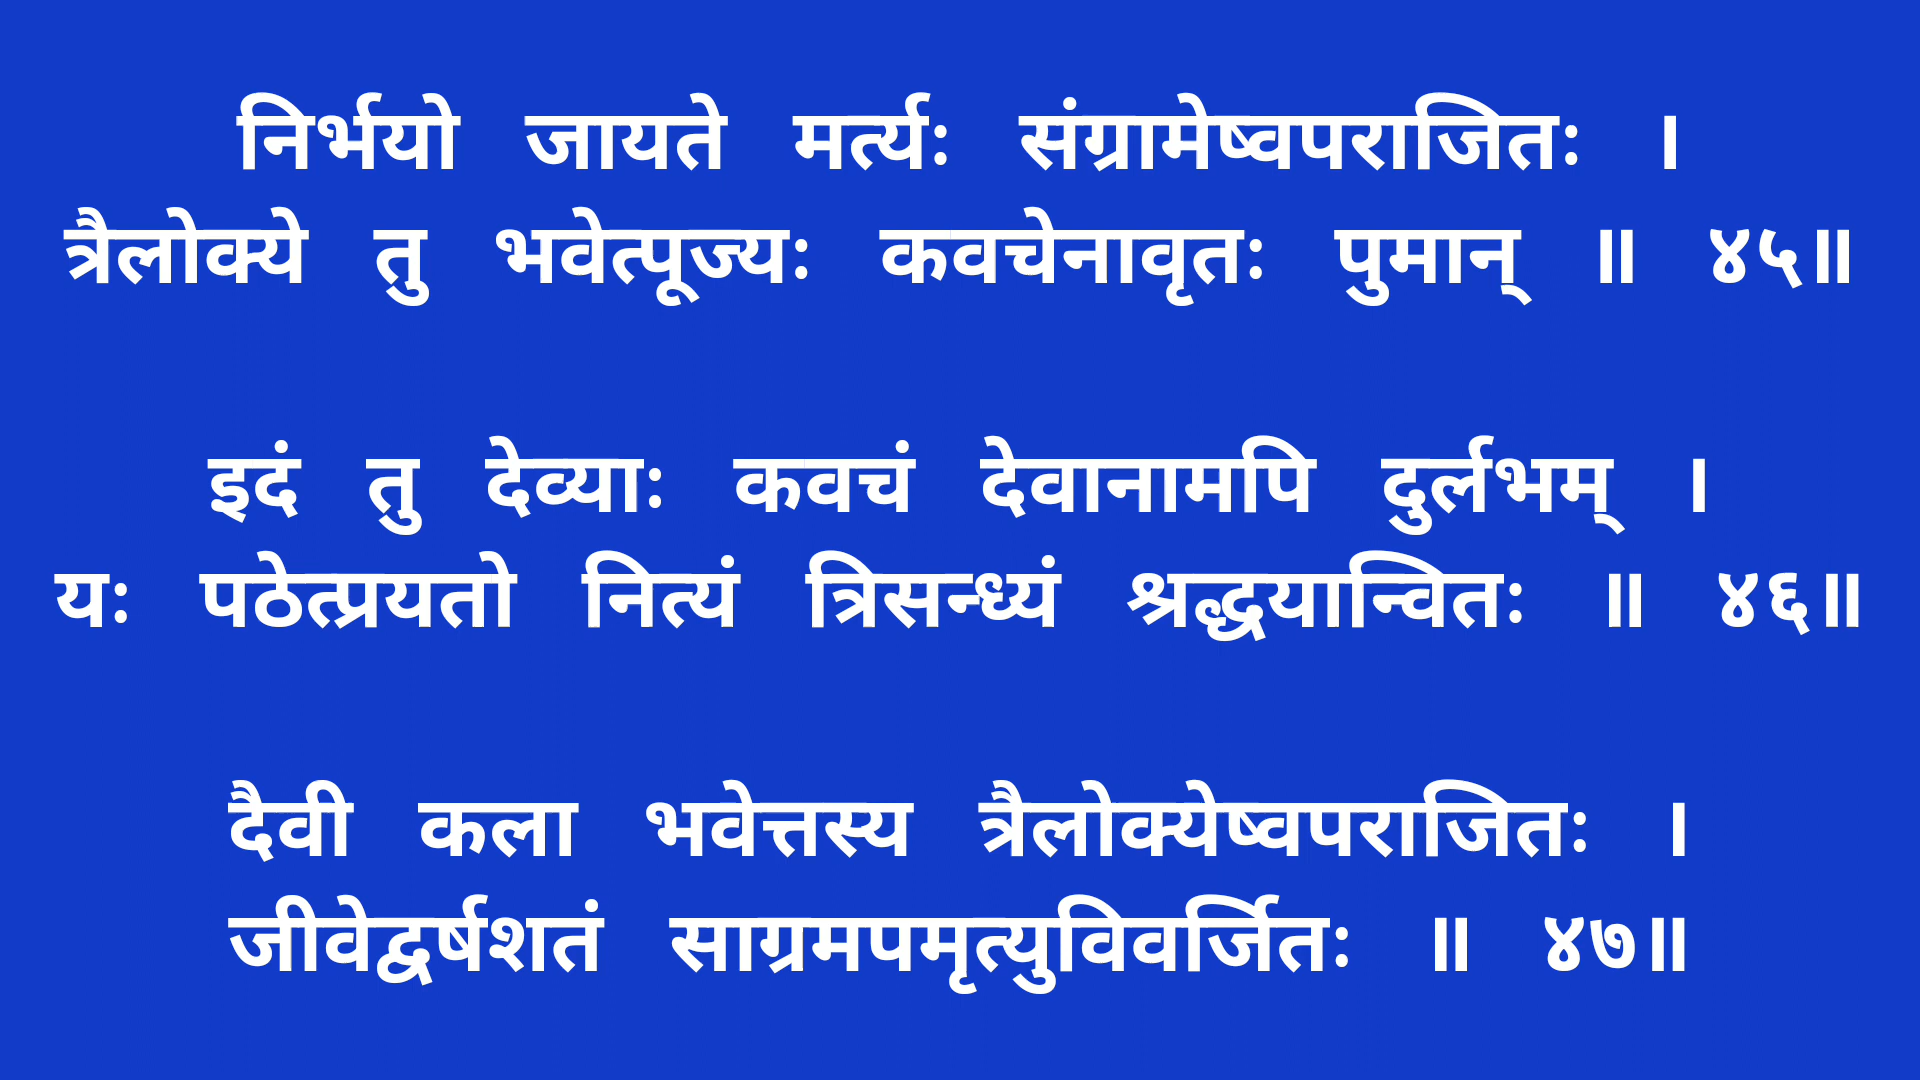 निर्भयो जायते मर्त्यः संग्रामेष्वपराजितः ।
त्रैलोक्ये तु भवेत्पूज्यः कवचेनावृतः पुमान् ॥ ४५॥
इदं तु देव्याः कवचं देवानामपि दुर्लभम् ।
यः पठेत्प्रयतो नित्यं त्रिसन्ध्यं श्रद्धयान्वितः ॥ ४६॥
दैवी कला भवेत्तस्य त्रैलोक्येष्वपराजितः ।
जीवेद्वर्षशतं साग्रमपमृत्युविवर्जितः ॥ ४७॥